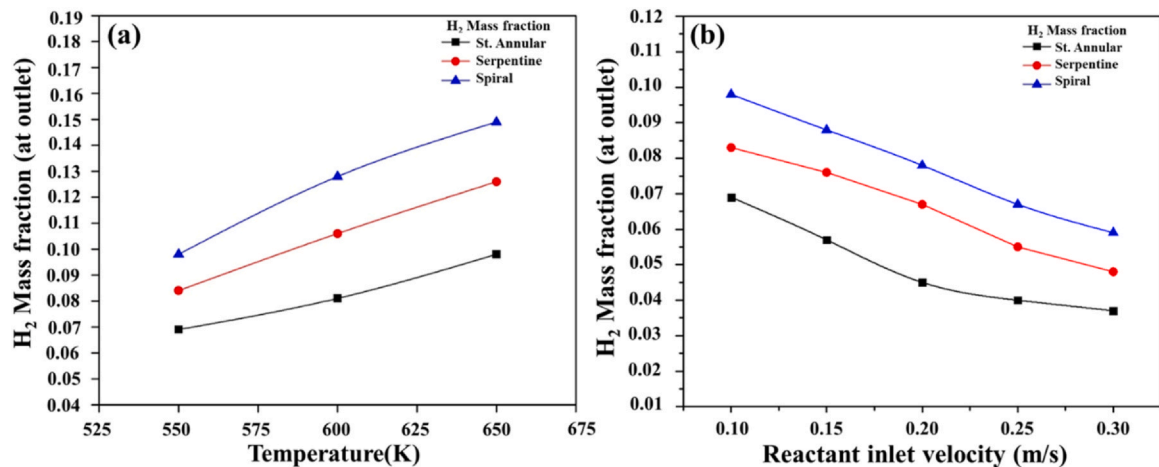 (a)
H₂ Mass fraction
St. Annular
Serpentine
Spiral
H₂ Mass fraction (at outlet)
0.19
0.18
0.17
0.16
0.15
0.14
0.13
0.12
0.11
0.10
0.09
0.08
0.07
0.06
0.05
0.04
525 550 575 600 625 650 675
Temperature(K)
(b)
H₂ Mass fraction
St. Annular
Serpentine
Spiral
H₂ Mass fraction (at outlet)
0.12
0.11
0.10
0.09
0.08
0.07
0.06
0.05
0.04
0.03
0.02
0.01
0.10 0.15 0.20 0.25 0.30
Reactant inlet velocity (m/s)